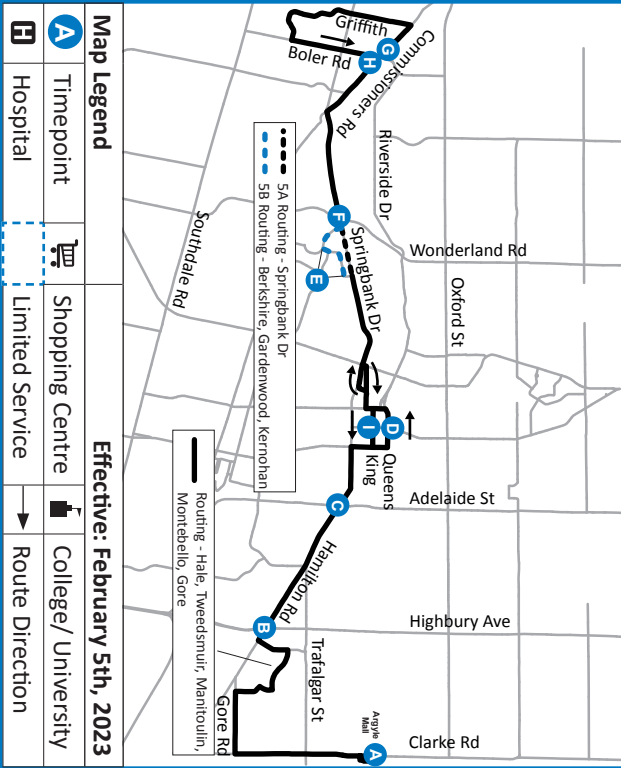 Griffith
Boler Rd
Commissioners Rd
G
H
Riverside Dr
Wonderland Rd
Oxford St
F
Springbank Dr
E
Southdale Rd
5A Routing - Springbank Dr
5B Routing - Berkshire, Gardenwood, Kernohan
I
D
Queens
King
Adelaide St
C
Hamilton Rd
Highbury Ave
B
Trafalgar St
Gore Rd
Argyle
Mall
A
Clarke Rd
Routing - Hale, Tweedsmuir, Manitoulin,
Montebello, Gore
Map Legend
Effective: February 5th, 2023
A Timepoint
Shopping Centre
College/ University
H Hospital
Limited Service
Route Direction